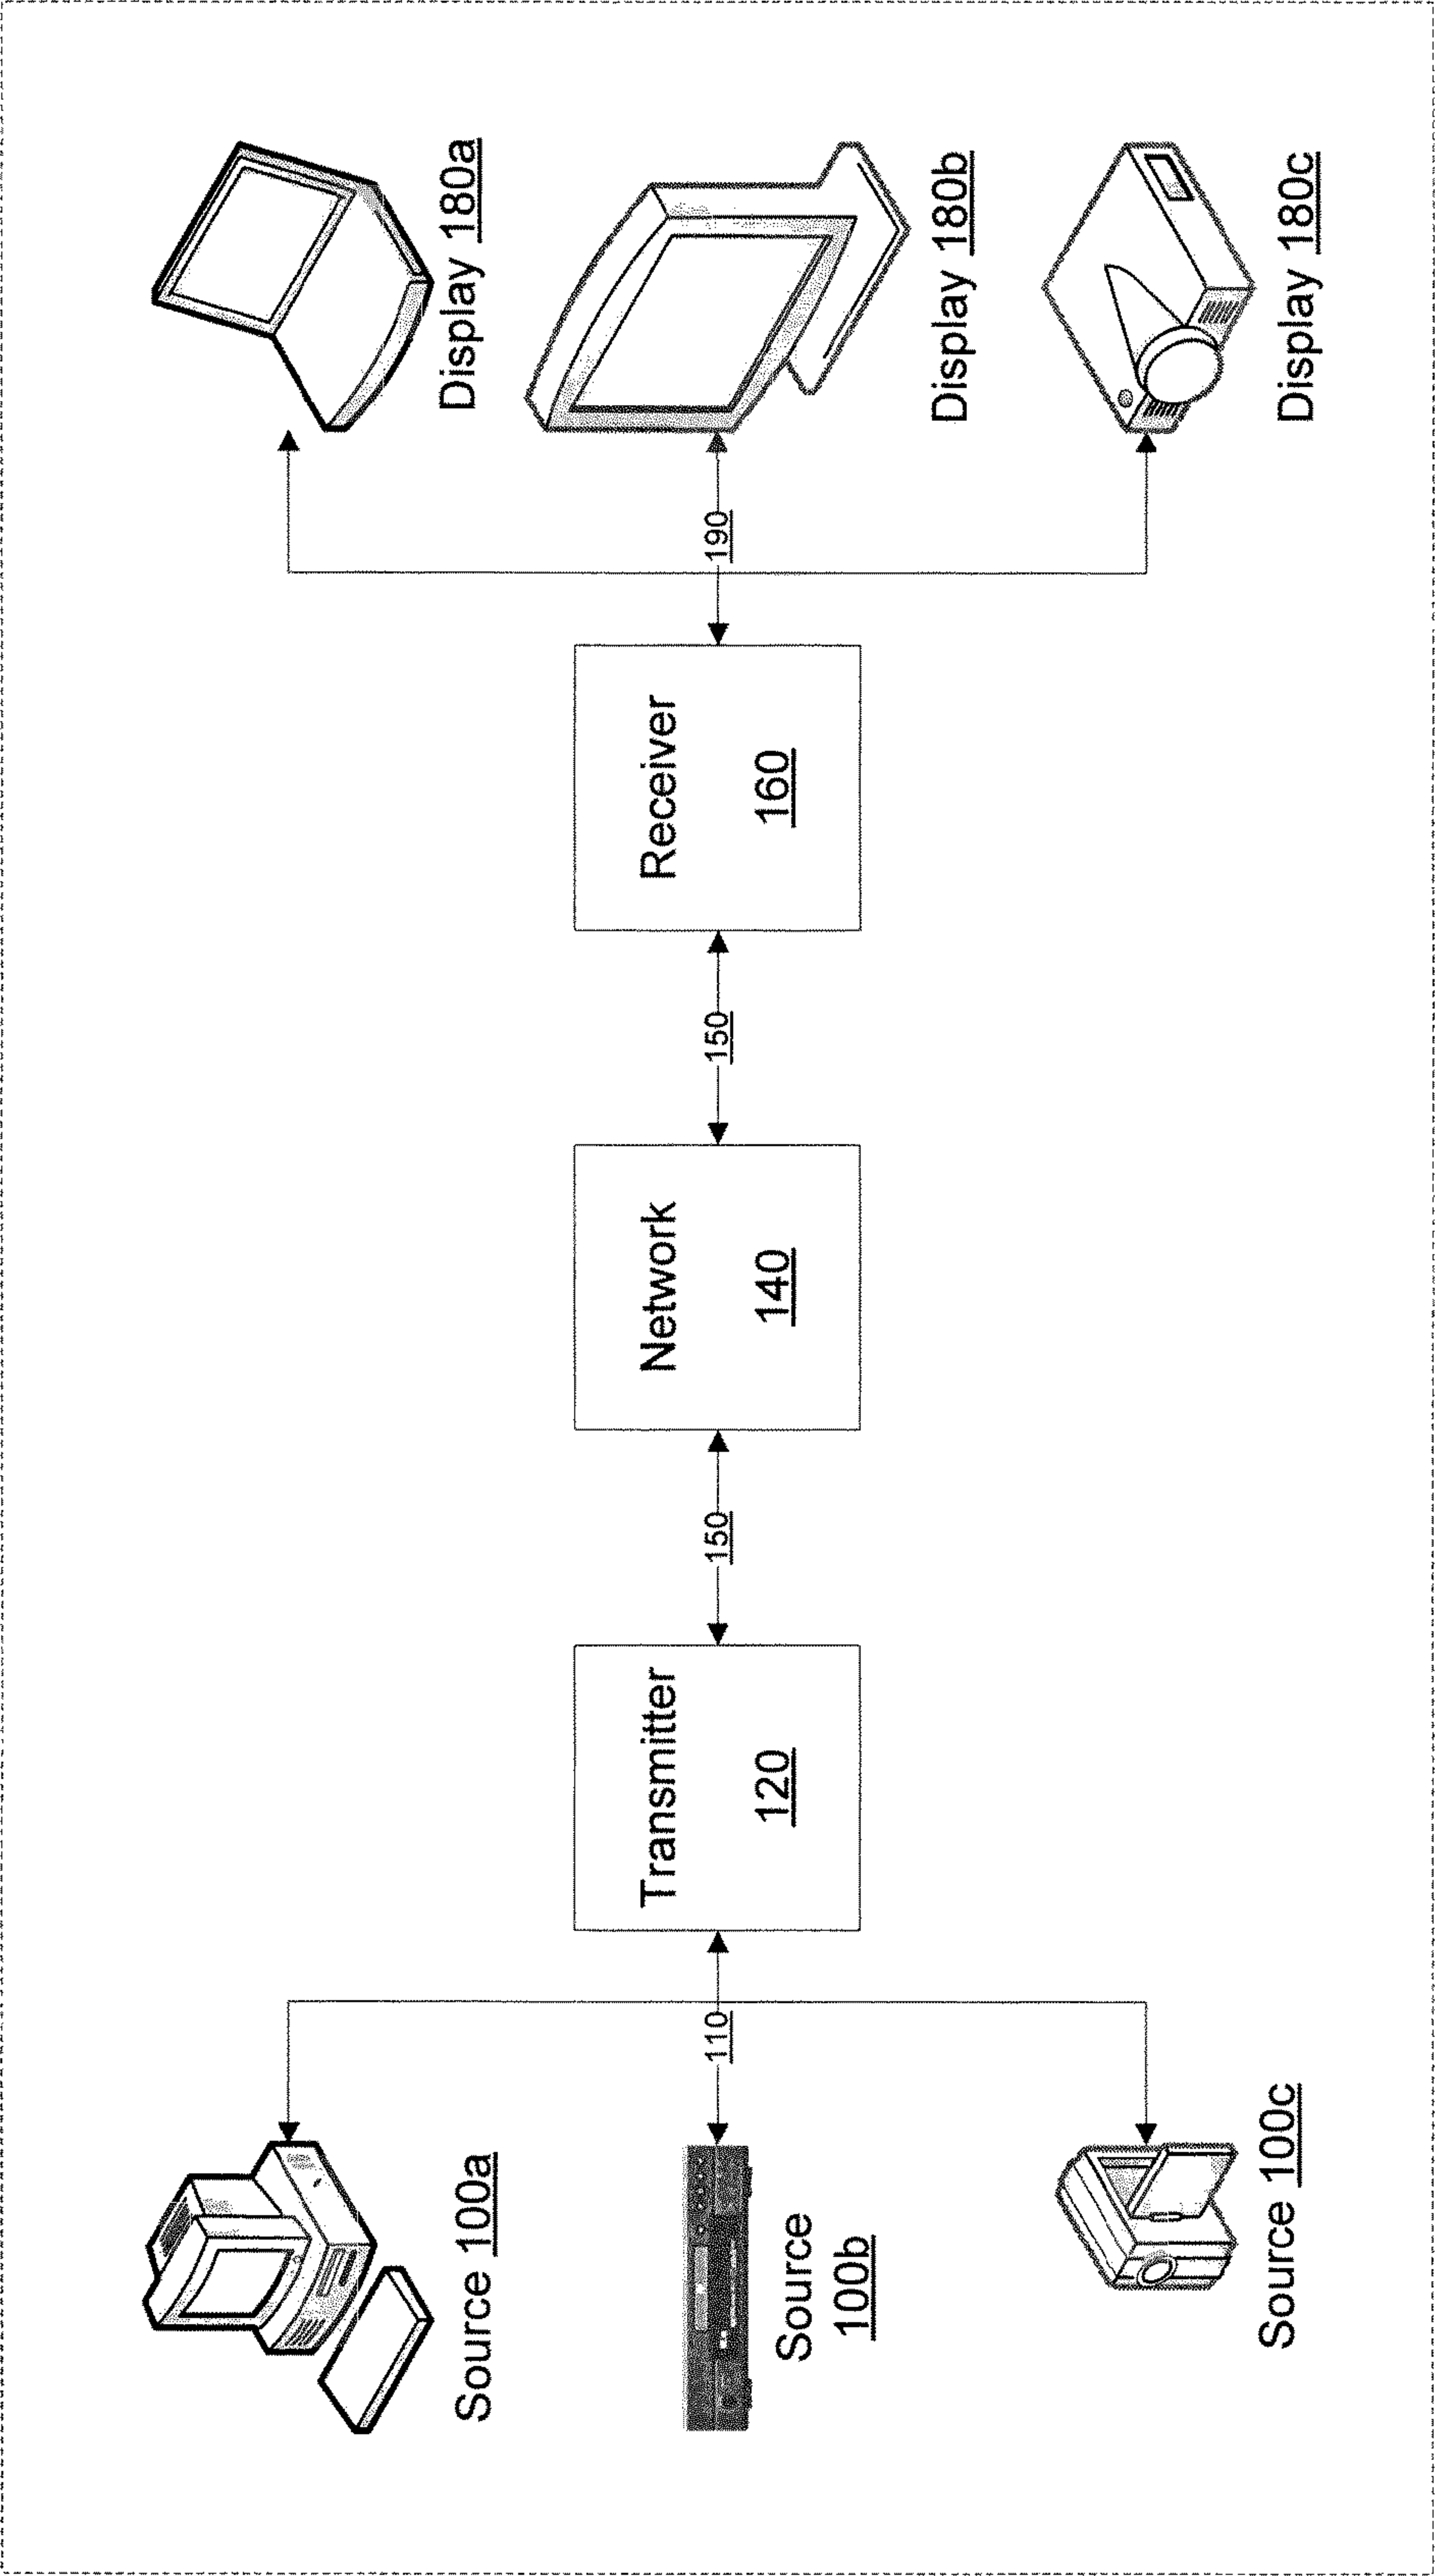 Source 100a
Source
100b
Source 100c
110
Transmitter
120
150
Network
140
150
Receiver
160
190
Display 180a
Display 180b
Display 180c